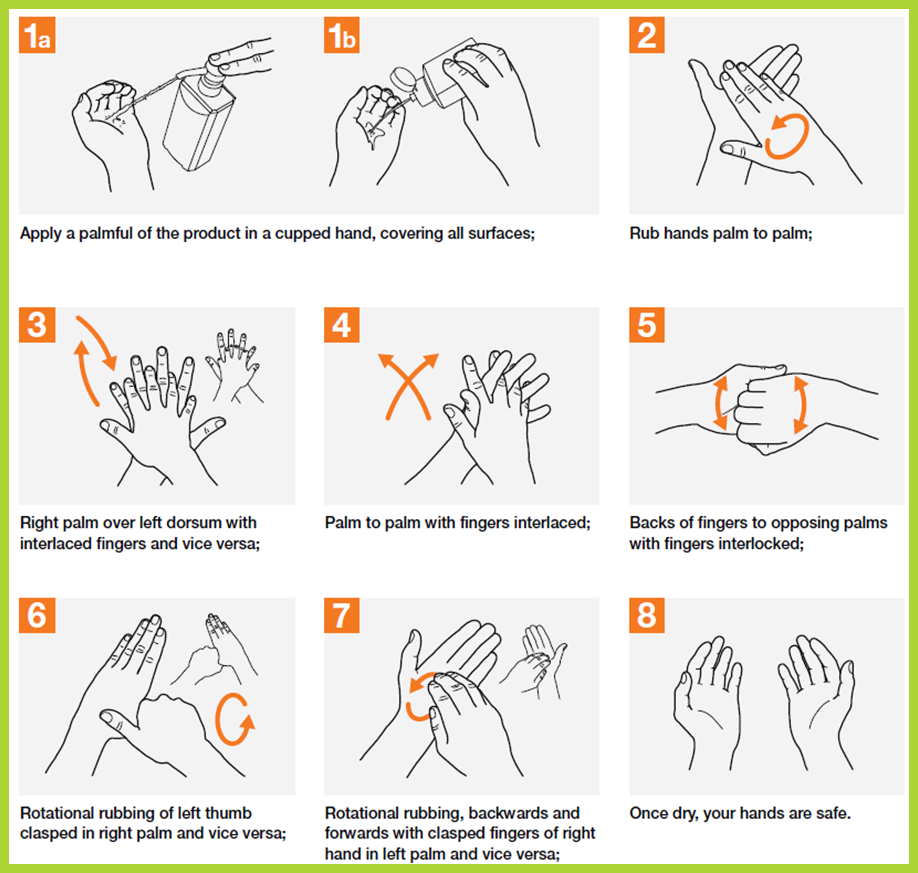 1a
1b
Apply a palmful of the product in a cupped hand, covering all surfaces;
2
Rub hands palm to palm;
3
Right palm over left dorsum with
interlaced fingers and vice versa;
4
Palm to palm with fingers interlaced;
5
Backs of fingers to opposing palms
with fingers interlocked;
6
Rotational rubbing of left thumb
clasped in right palm and vice versa;
7
Rotational rubbing, backwards and
forwards with clasped fingers of right
hand in left palm and vice versa;
8
Once dry, your hands are safe.